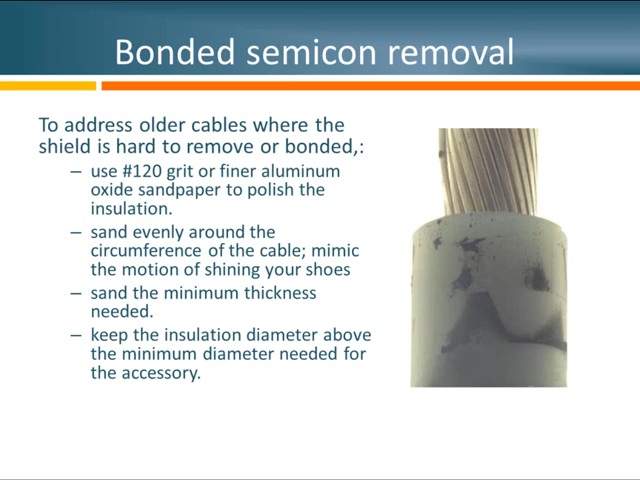 Bonded semicon removal
To address older cables where the
shield is hard to remove or bonded,:
– use #120 grit or finer aluminum
oxide sandpaper to polish the
insulation.
– sand evenly around the
circumference of the cable; mimic
the motion of shining your shoes
– sand the minimum thickness
needed.
– keep the insulation diameter above
the minimum diameter needed for
the accessory.